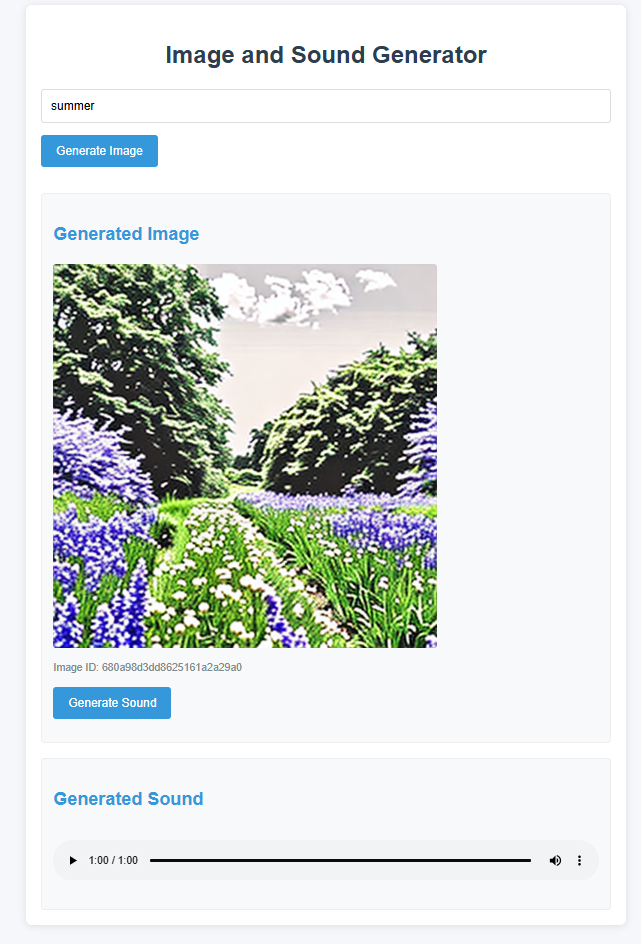 Image and Sound Generator
summer
Generate Image
Generated Image
Image ID: 680a98d3dd8625161a2a29a0
Generate Sound
Generated Sound
1:00 / 1:00